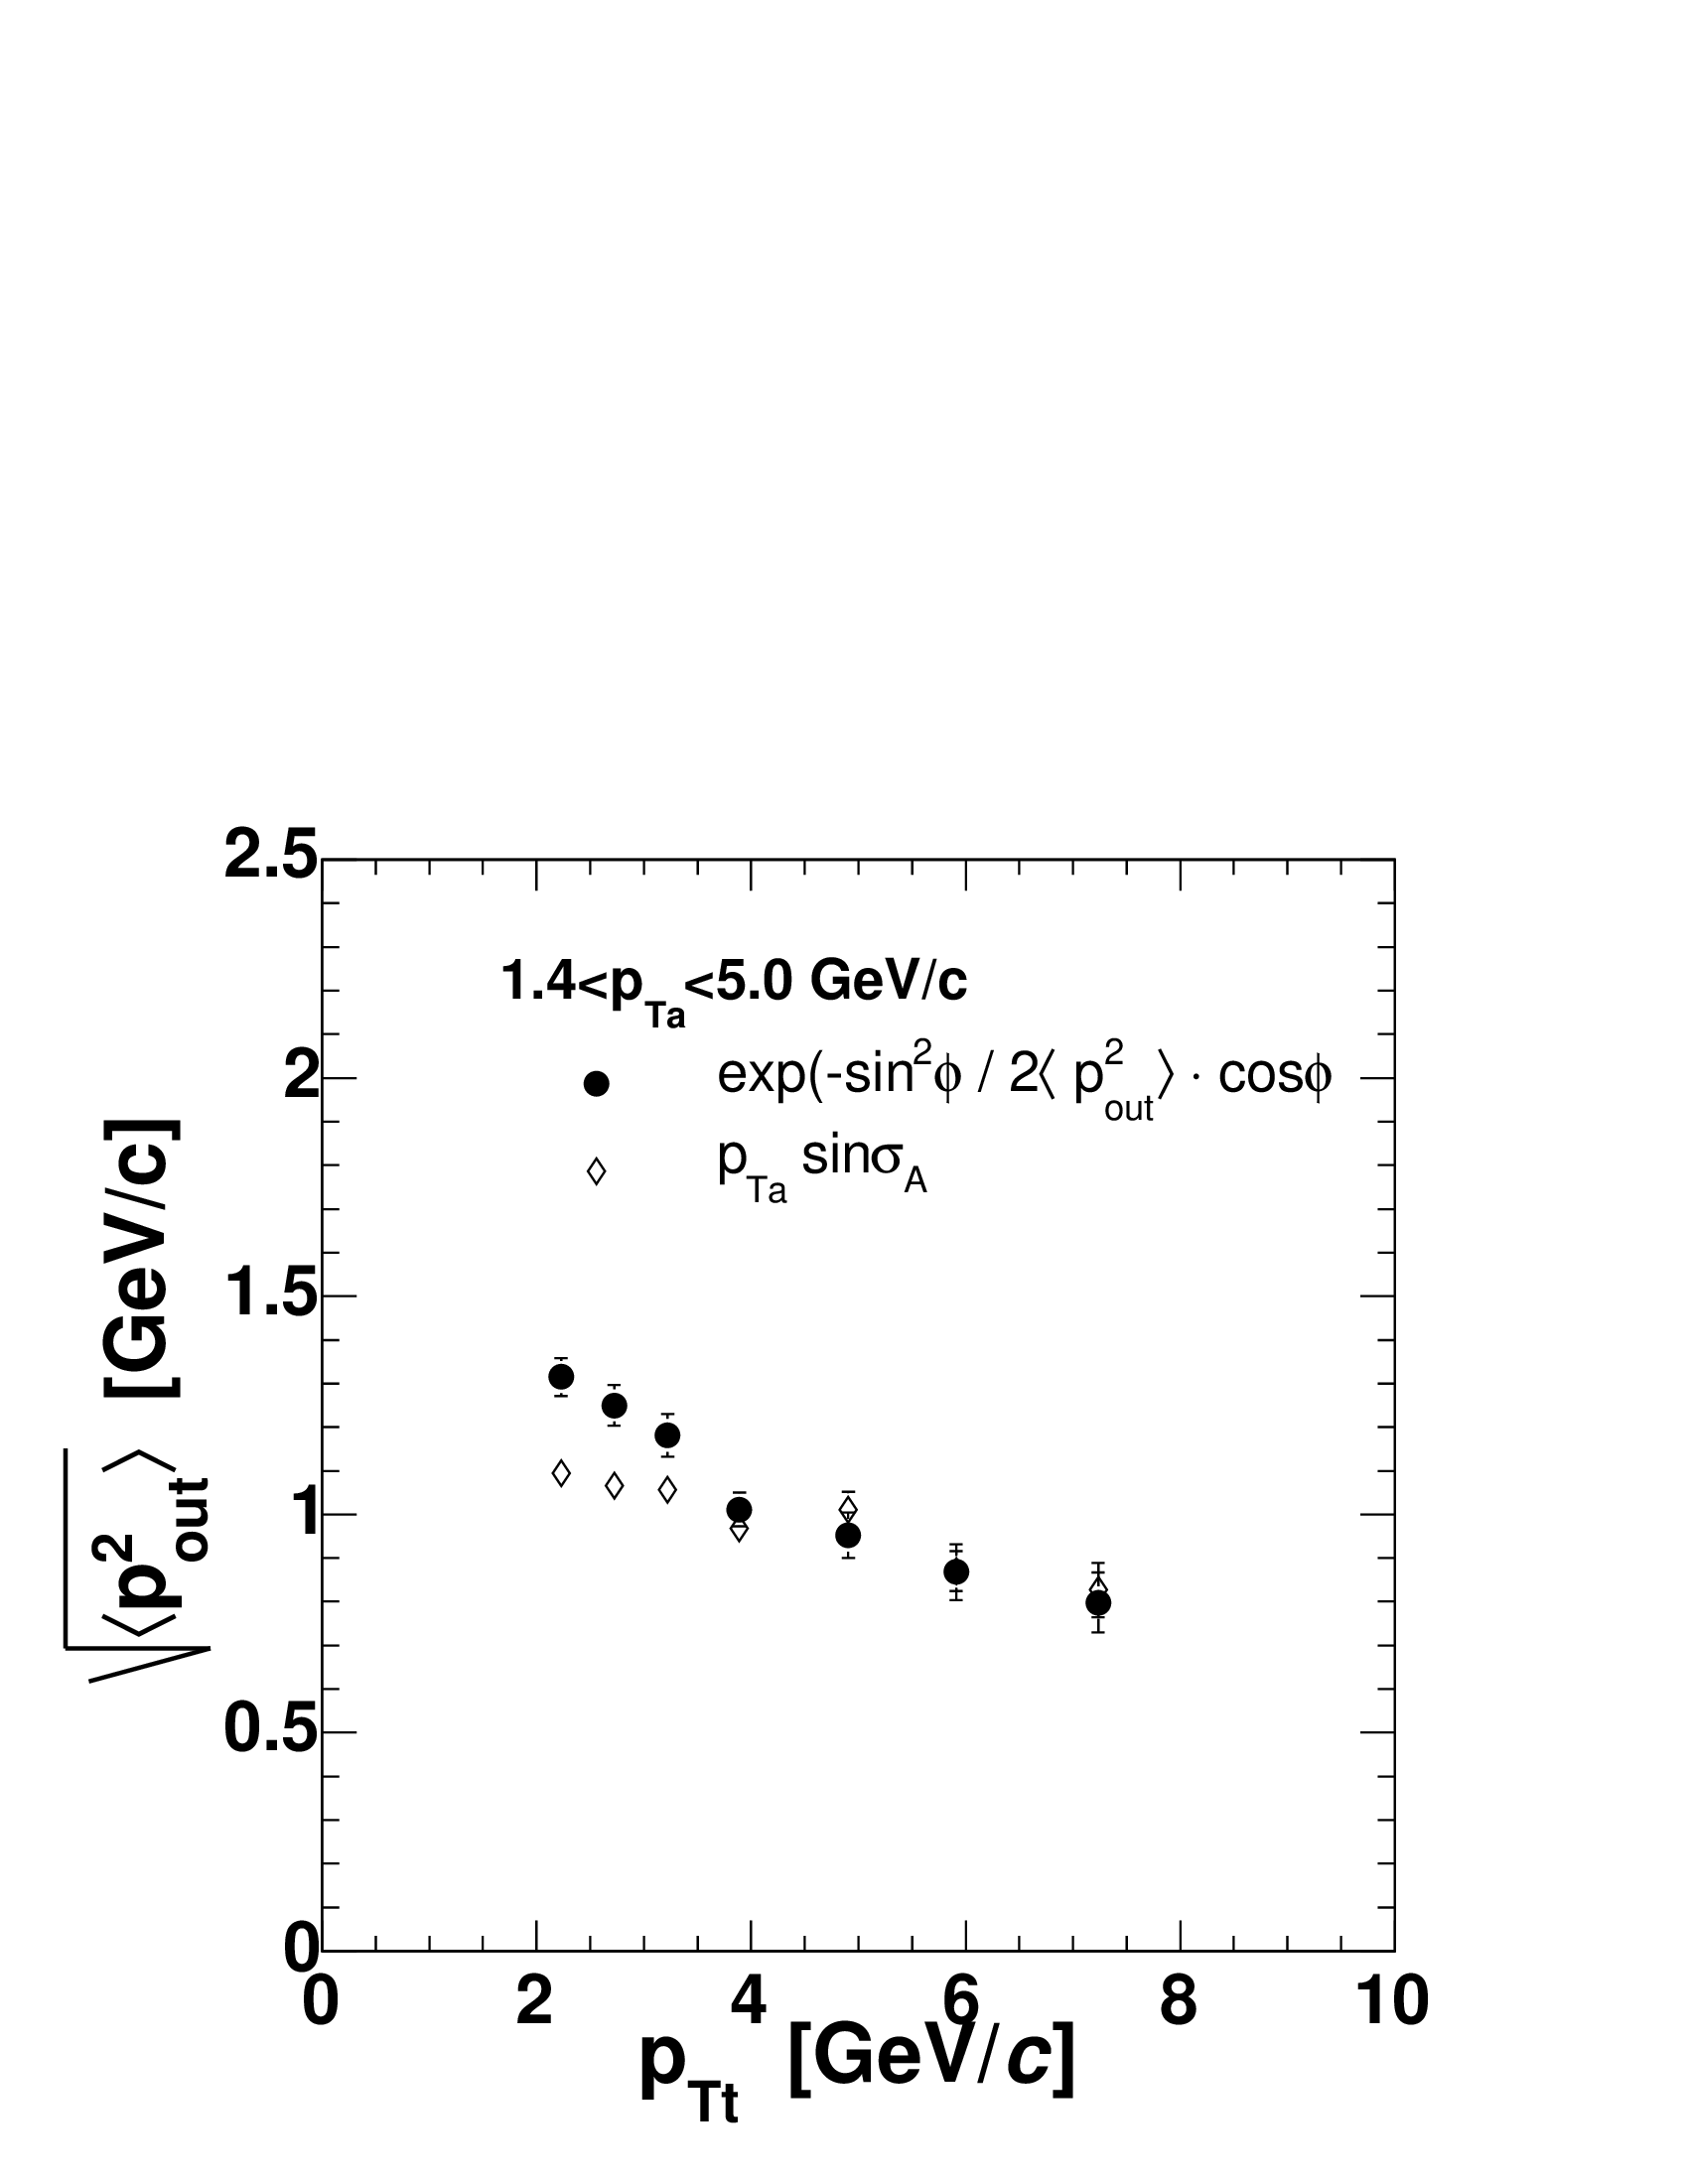 2.5
1.4<p_Ta<5.0 GeV/c
2
exp(-sin²ϕ / 2⟨ p²_out⟩ · cosϕ
p_Ta sinσ_A
1.5
1
0.5
0
√⟨p²_out⟩ [GeV/c]
0 2 4 6 8 10
p_Tt [GeV/c]